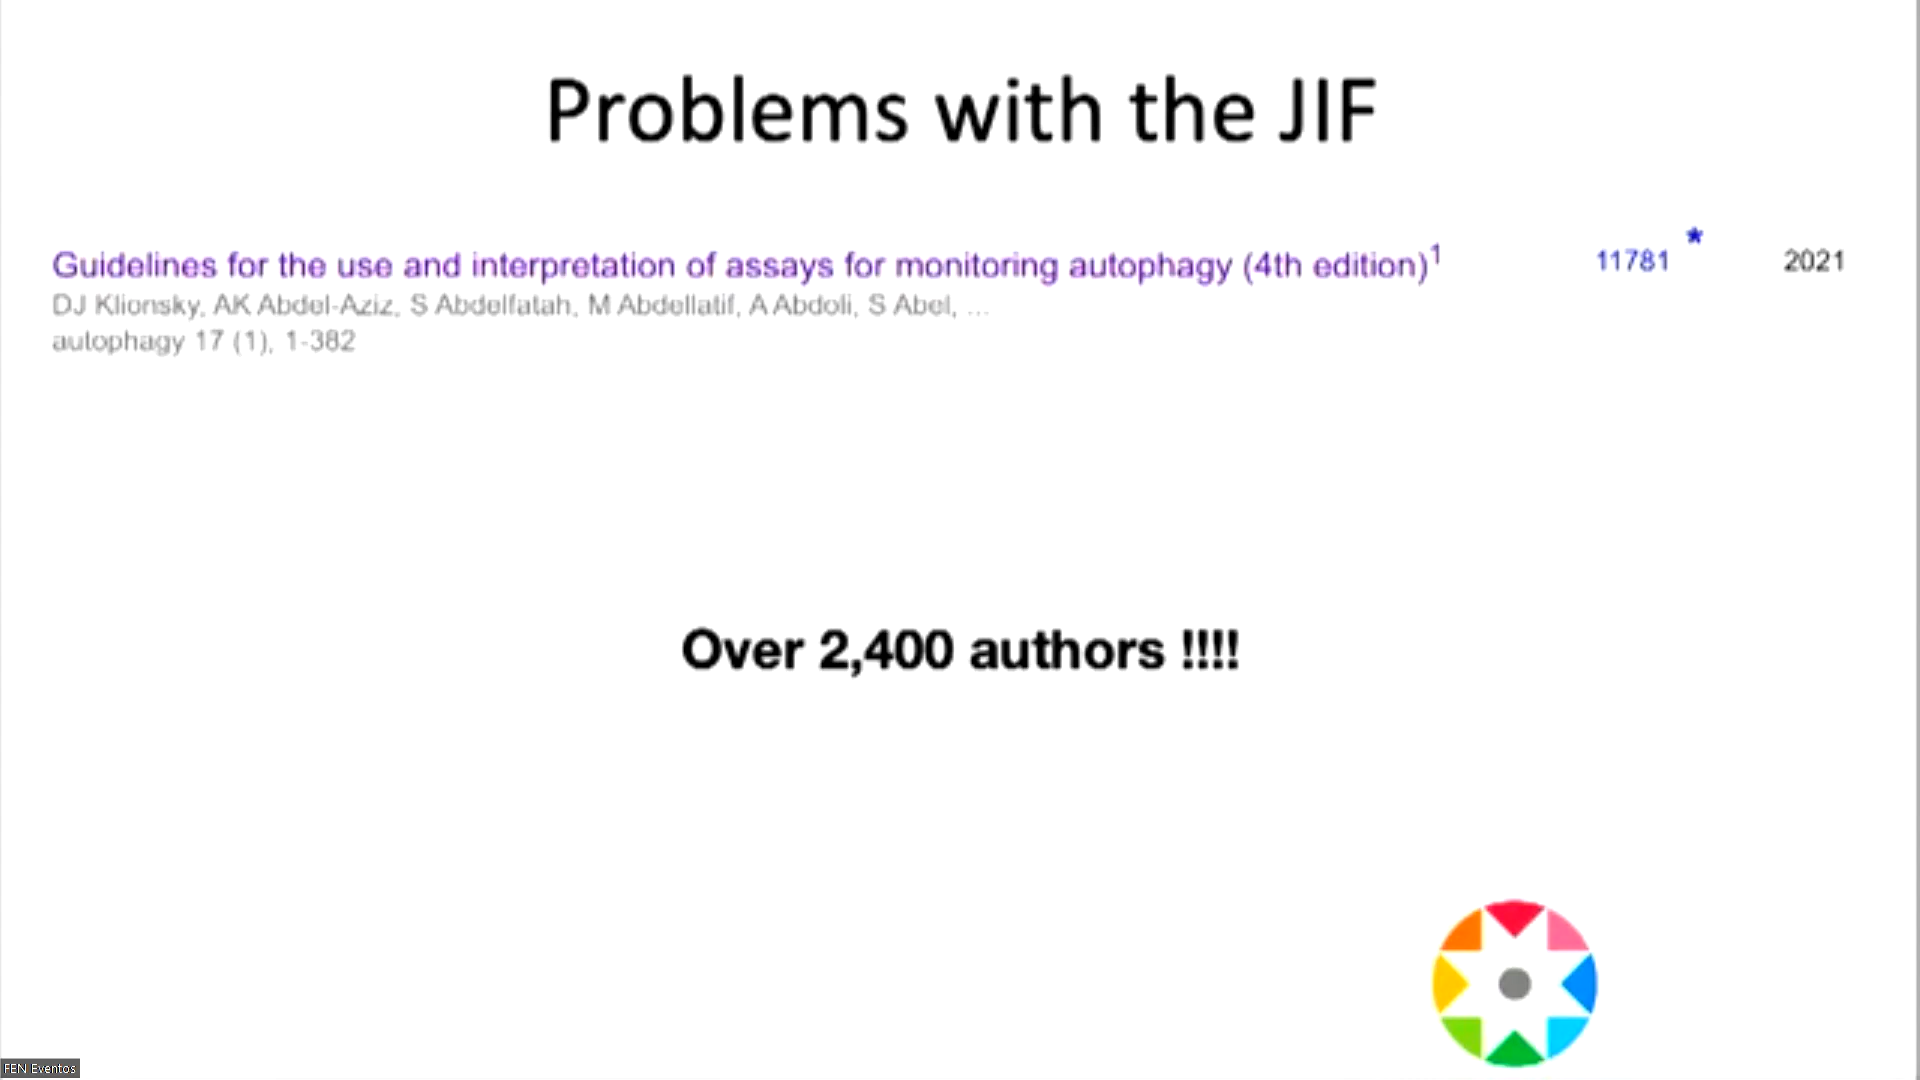 Problems with the JIF
Guidelines for the use and interpretation of assays for monitoring autophagy (4th edition)1 11781 * 2021
DJ Klionsky, AK Abdel-Aziz, S Abdelfatah, M Abdellatif, A Abdoli, S Abel, ...
autophagy 17 (1), 1-382
Over 2,400 authors !!!!
FEN Eventos